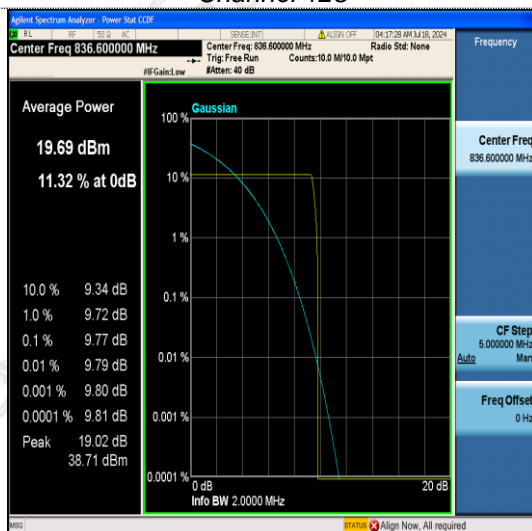 Agilent Spectrum Analyzer - Power Stat CCDF
RL RF 50 Ω AC SENSE:INT ALIGN OFF 04:17:28 AM Jul 18, 2024
Center Freq 836.600000 MHz
Center Freq: 836.600000 MHz Radio Std: None
Trig: Free Run Counts:10.0 M/10.0 Mpt
#IFGain:Low #Atten: 40 dB
Frequency
Average Power
19.69 dBm
11.32 % at 0dB
10.0 % 9.34 dB
1.0 % 9.72 dB
0.1 % 9.77 dB
0.01 % 9.79 dB
0.001 % 9.80 dB
0.0001 % 9.81 dB
Peak 19.02 dB
38.71 dBm
Gaussian
100 %
10 %
1 %
0.1 %
0.01 %
0.001 %
0.0001 %
0 dB 20 dB
Info BW 2.0000 MHz
Center Freq
836.600000 MHz
CF Step
5.000000 MHz
Auto Man
Freq Offset
0 Hz
MSG STATUS Align Now, All required